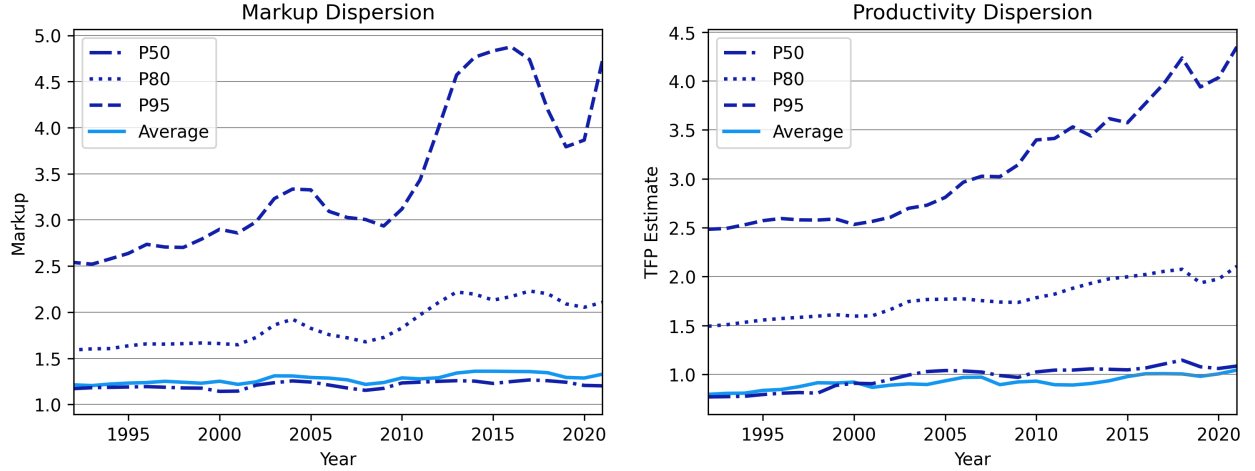 Markup Dispersion
5.0
4.5
4.0
3.5
3.0
2.5
2.0
1.5
1.0
Markup
P50
P80
P95
Average
1995
2000
2005
2010
2015
2020
Year
Productivity Dispersion
4.5
4.0
3.5
3.0
2.5
2.0
1.5
1.0
TFP Estimate
P50
P80
P95
Average
1995
2000
2005
2010
2015
2020
Year